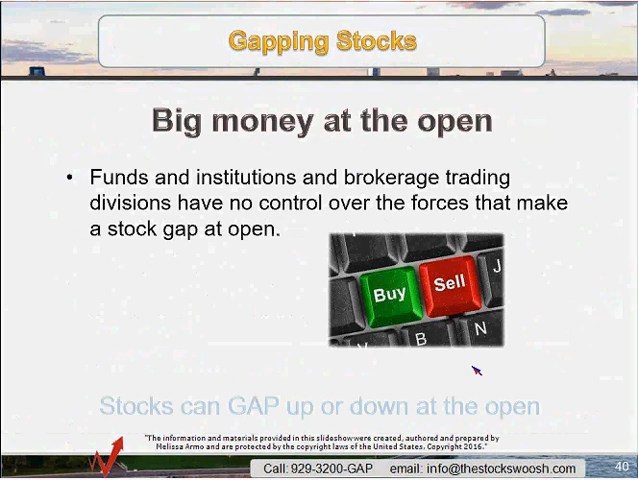 Gapping Stocks
Big money at the open
• Funds and institutions and brokerage trading
divisions have no control over the forces that make
a stock gap at open.
J
Buy Sell
V B N
Stocks can GAP up or down at the open
"The information and materials provided in this slideshow were created, authored and prepared by
Melissa Armo and are protected by the copyright laws of the United States, Copyright 2016."
Call: 929-3200-GAP email: info@thestockswoosh.com
40